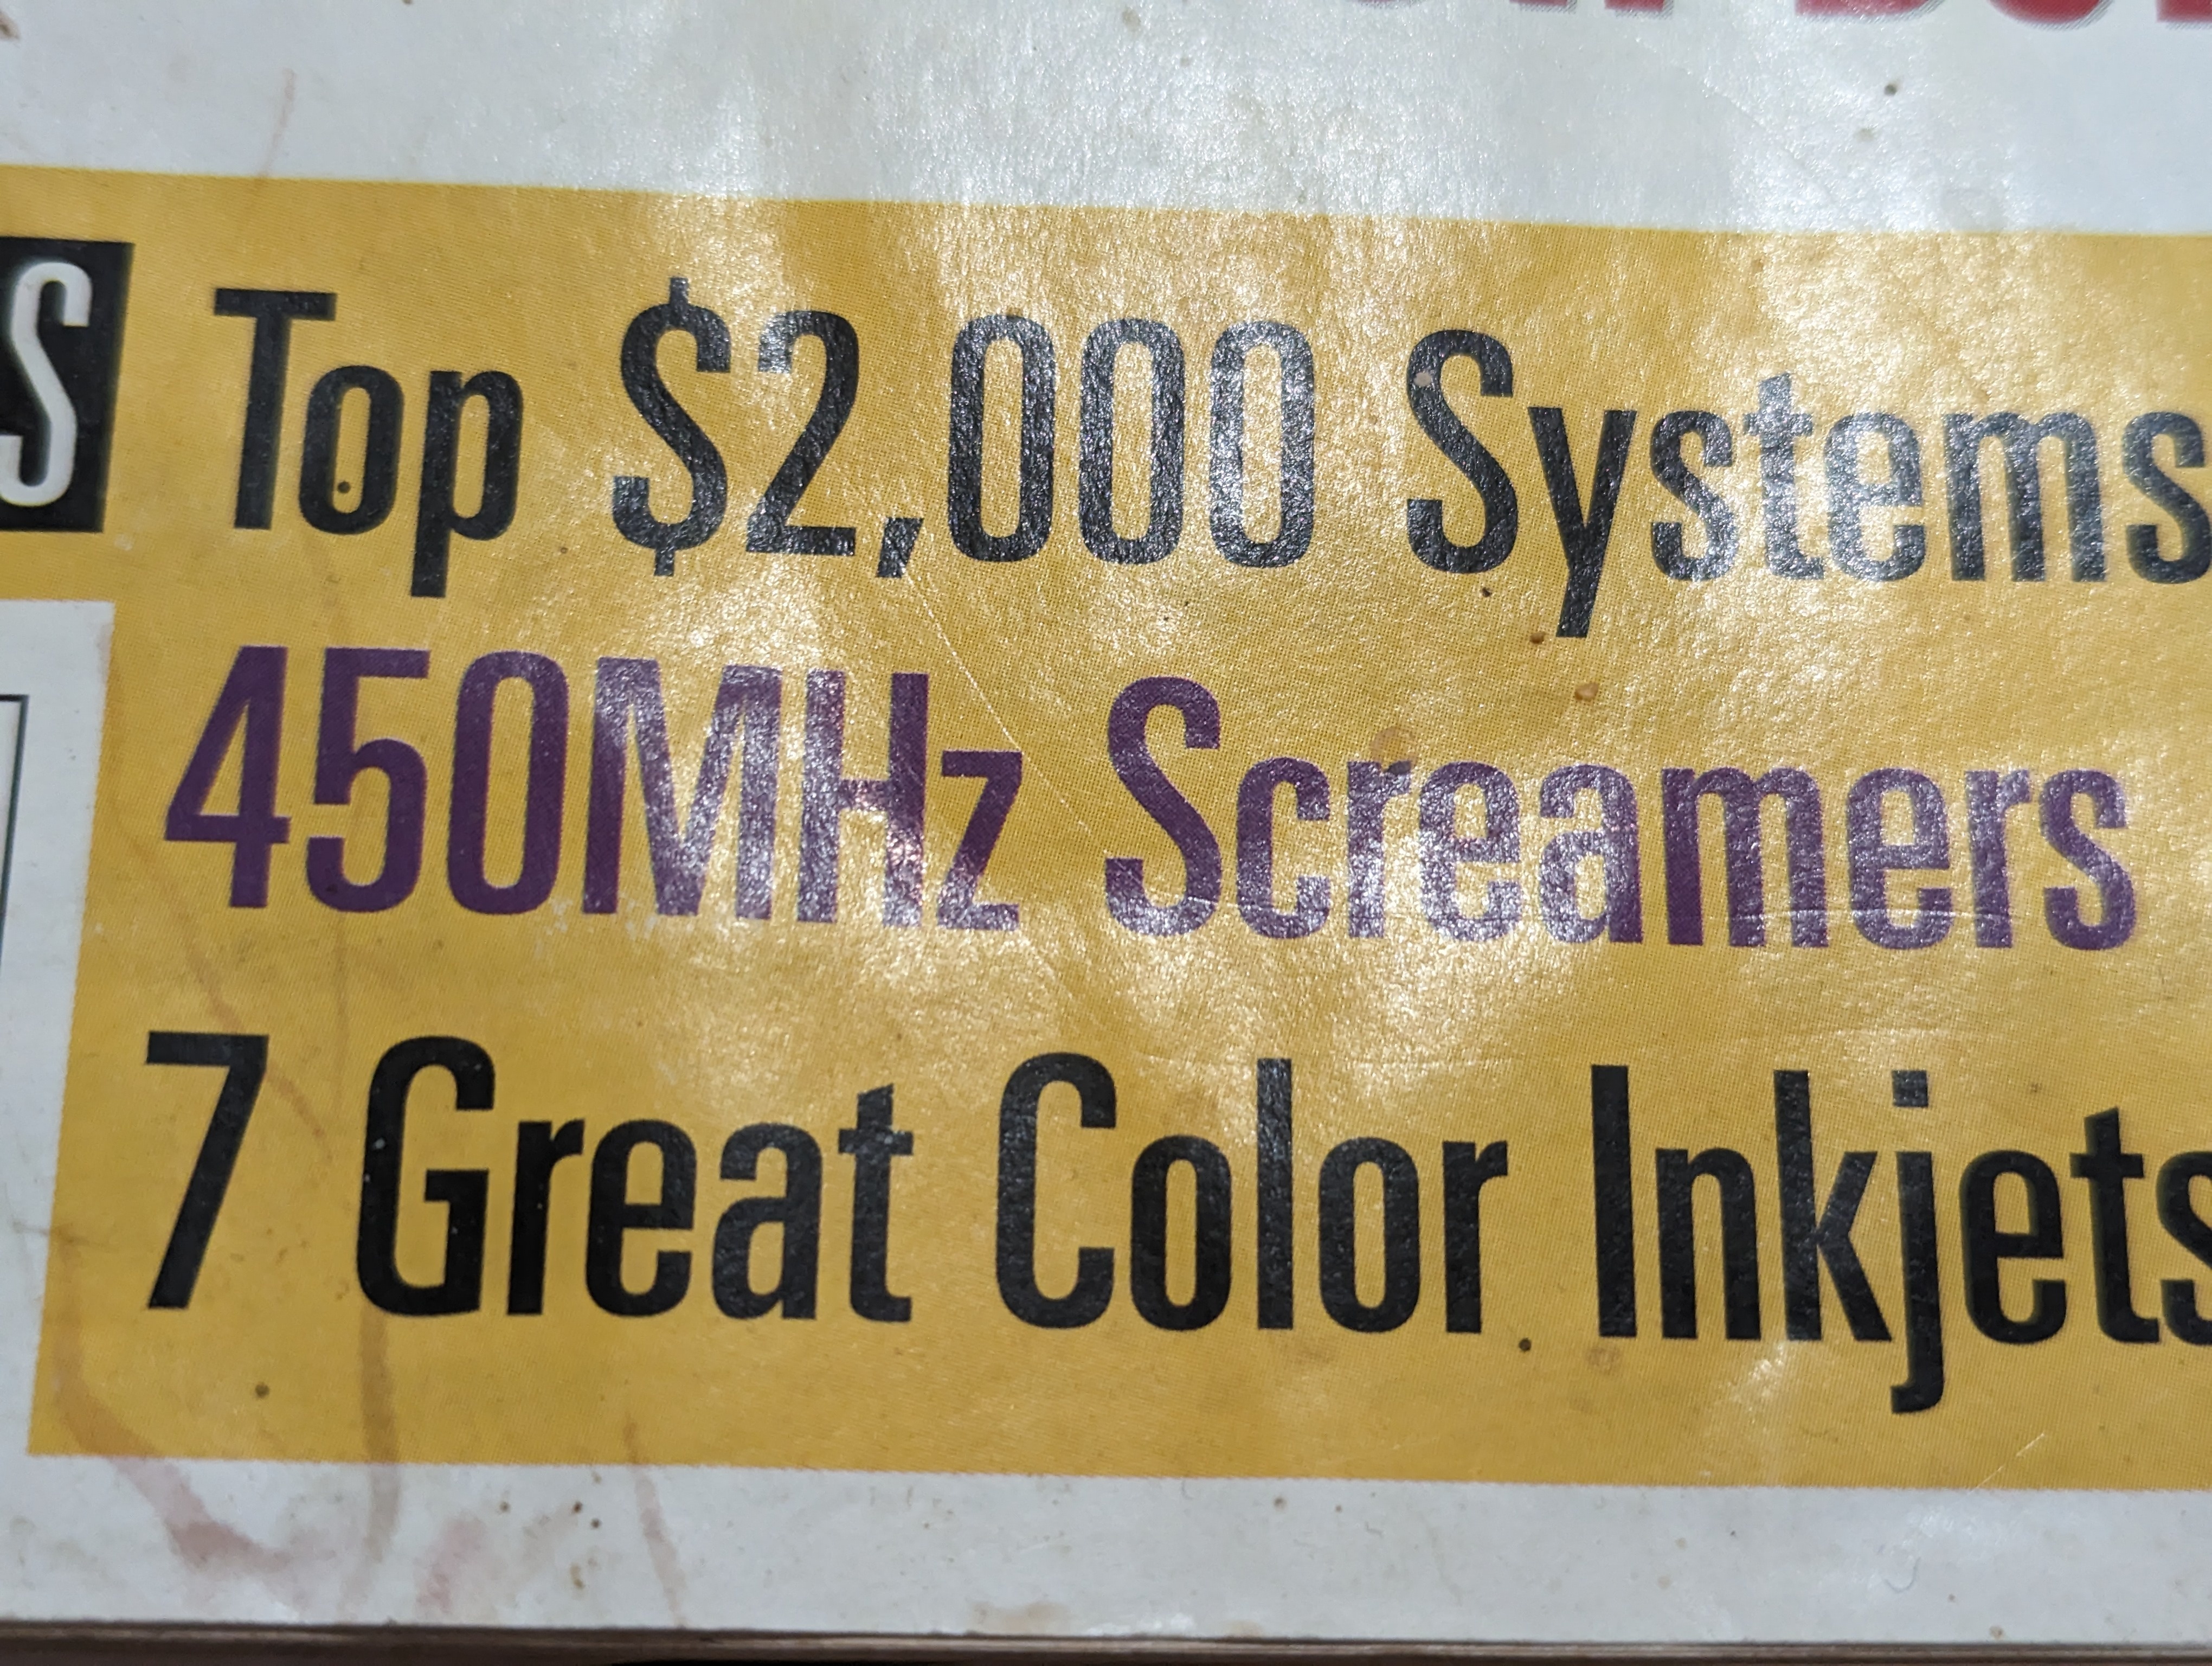 S Top $2,000 Systems
450MHz Screamers
7 Great Color Inkjets